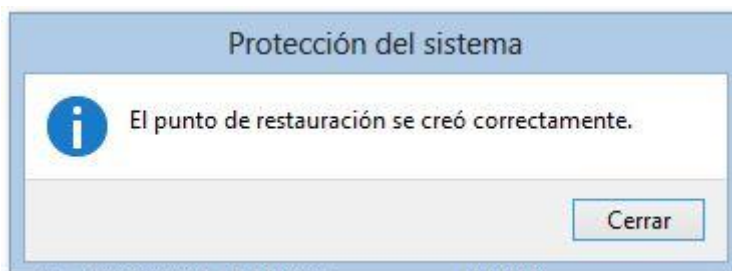 Protección del sistema
El punto de restauración se creó correctamente.
Cerrar